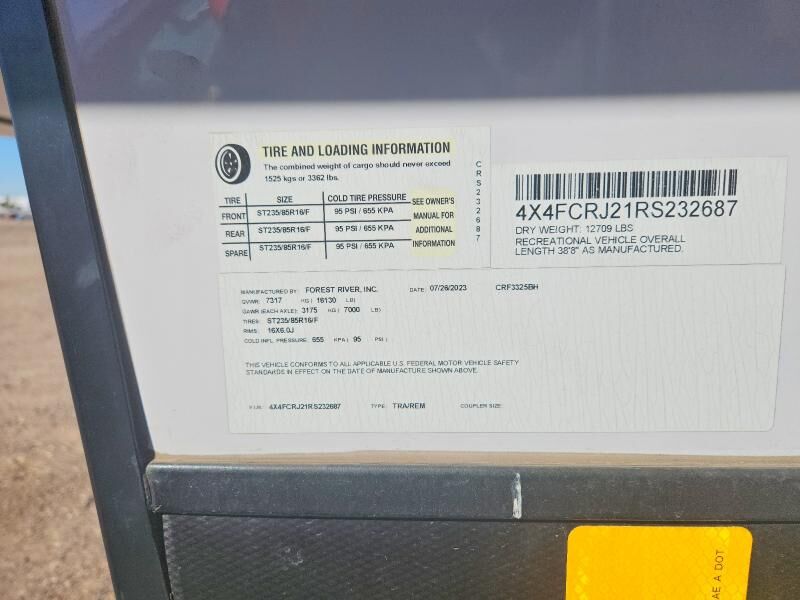 TIRE AND LOADING INFORMATION
The combined weight of cargo should never exceed
1525 kgs or 3362 lbs.
TIRE SIZE COLD TIRE PRESSURE
FRONT ST235/85R16/F 95 PSI / 655 KPA
REAR ST235/85R16/F 95 PSI / 655 KPA
SPARE ST235/85R16/F 95 PSI / 655 KPA
SEE OWNER'S
MANUAL FOR
ADDITIONAL
INFORMATION
CRS232687
4X4FCRJ21RS232687
DRY WEIGHT: 12709 LBS
RECREATIONAL VEHICLE OVERALL
LENGTH 38'8" AS MANUFACTURED.
MANUFACTURED BY: FOREST RIVER, INC. DATE: 07/26/2023 CRF3325BH
GVWR: 7317 KG( 16130 LB)
GAWR (EACH AXLE): 3175 KG( 7000 LB)
TIRES: ST235/85R16/F
RIMS: 16X6.0J
COLD INFL. PRESSURE: 655 KPA( 95 PSI)
THIS VEHICLE CONFORMS TO ALL APPLICABLE U.S. FEDERAL MOTOR VEHICLE SAFETY
STANDARDS IN EFFECT ON THE DATE OF MANUFACTURE SHOWN ABOVE.
V.I.N.: 4X4FCRJ21RS232687 TYPE: TRA/REM COUPLER SIZE:
AE A DOT